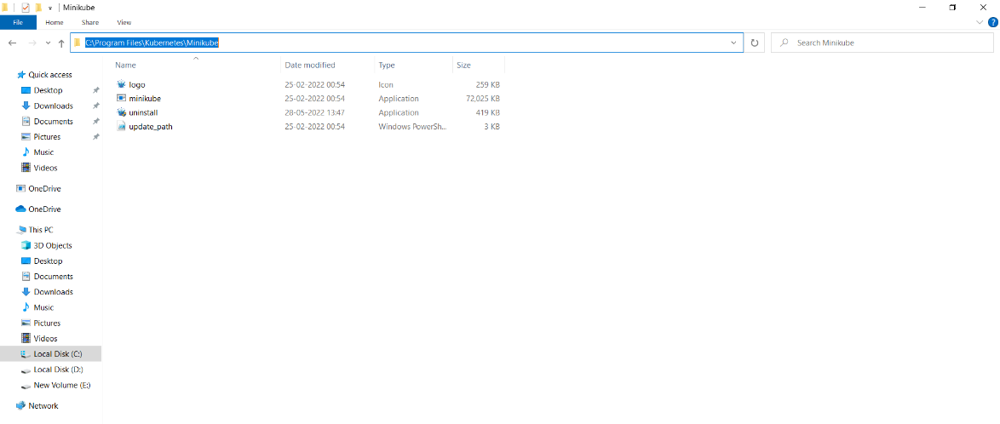 Minikube
File Home Share View
C:\Program Files\Kubernetes\Minikube Search Minikube
Name Date modified Type Size
Quick access
Desktop
Downloads
Documents
Pictures
Music
Videos
OneDrive
OneDrive
This PC
3D Objects
Desktop
Documents
Downloads
Music
Pictures
Videos
Local Disk (C:)
Local Disk (D:)
New Volume (E:)
Network
logo 25-02-2022 00:54 Icon 259 KB
minikube 25-02-2022 00:54 Application 72,025 KB
uninstall 28-05-2022 13:47 Application 419 KB
update_path 25-02-2022 00:54 Windows PowerSh... 3 KB